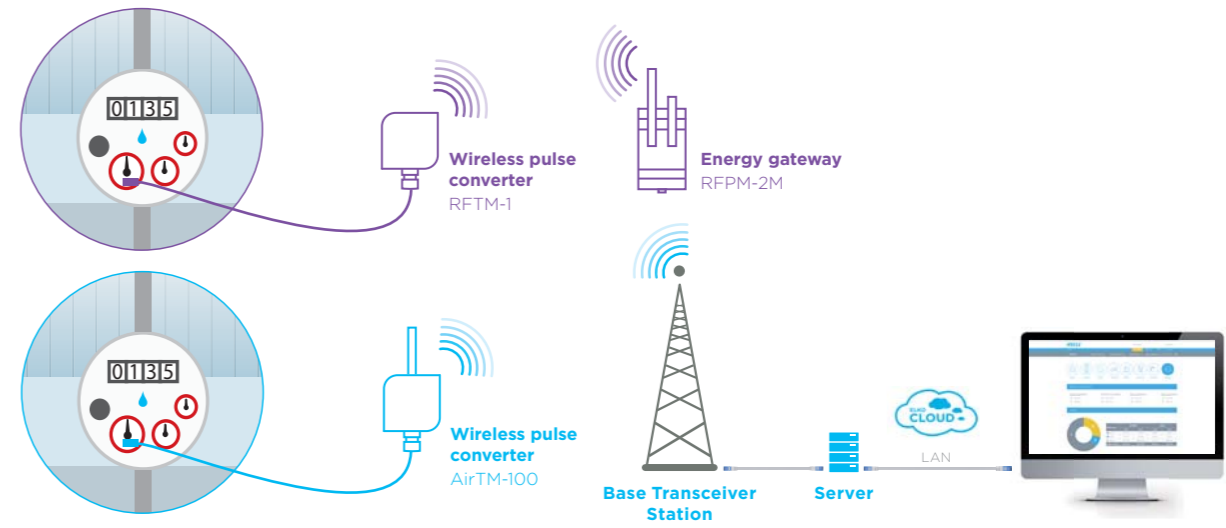 0135
Wireless pulse
converter
RFTM-1
Energy gateway
RFPM-2M
0135
Wireless pulse
converter
AirTM-100
Base Transceiver
Station
Server
ELKO
CLOUD
LAN